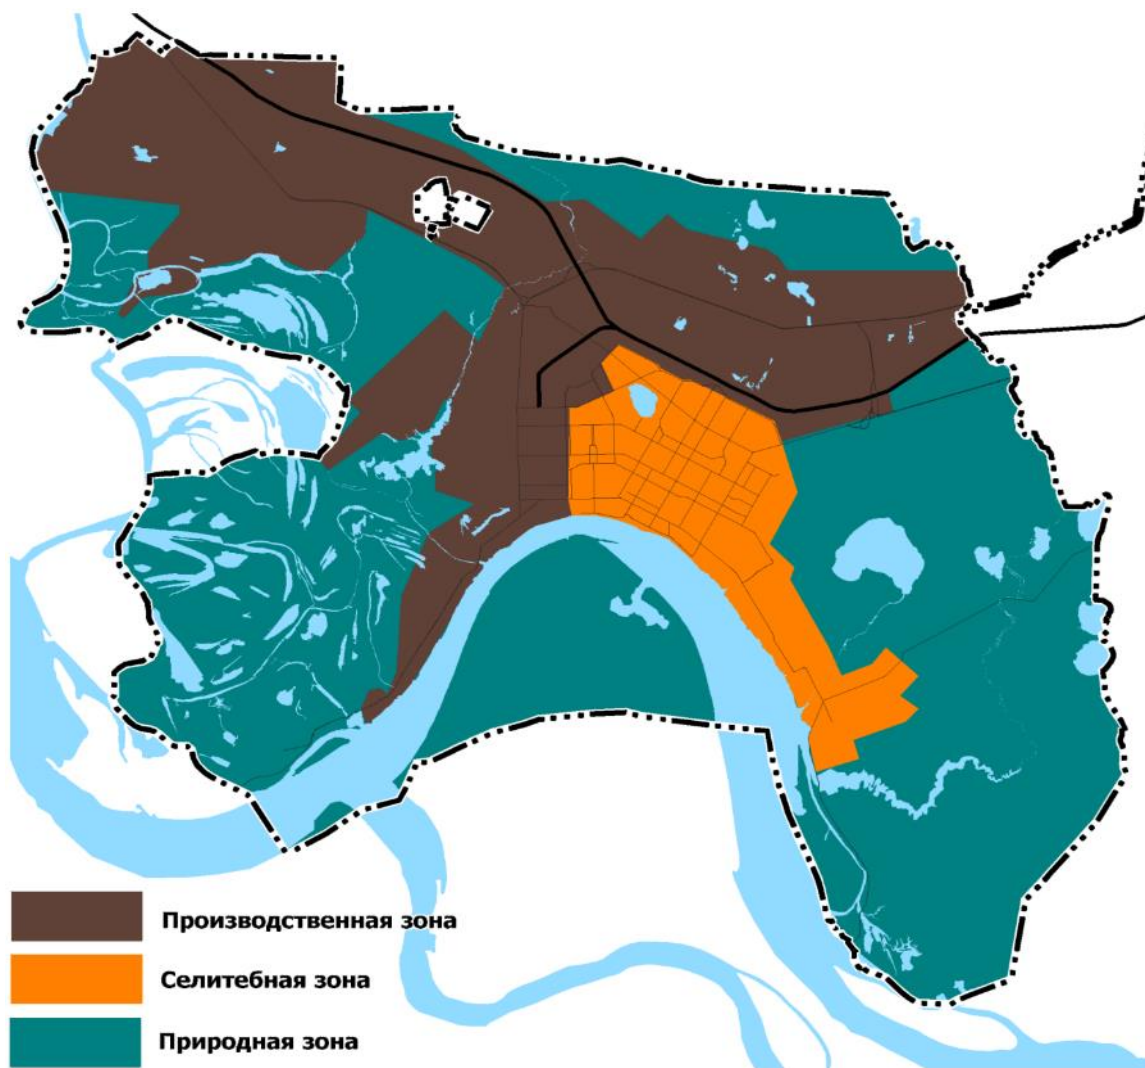 Производственная зона
Селитебная зона
Природная зона